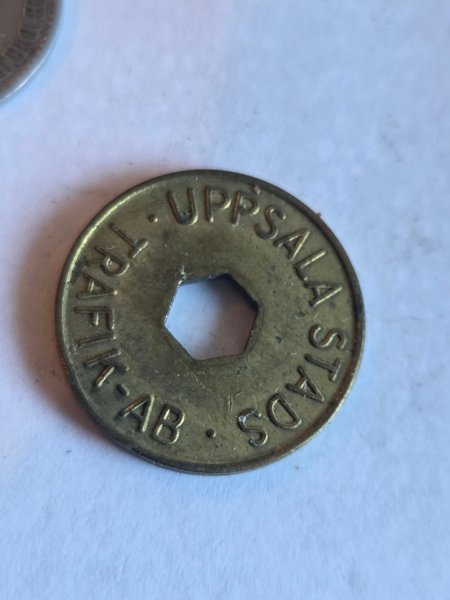 UPPSALA STADS
· TRAFIK-AB ·